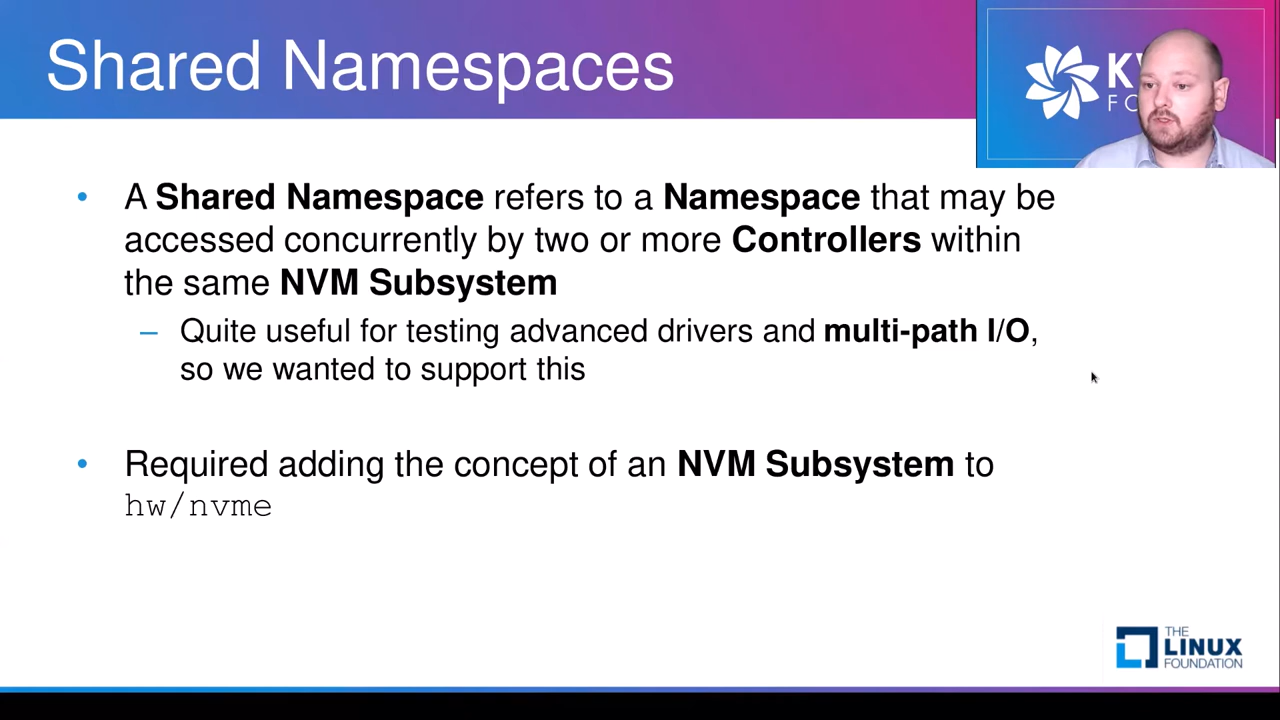 Shared Namespaces
• A Shared Namespace refers to a Namespace that may be
accessed concurrently by two or more Controllers within
the same NVM Subsystem
– Quite useful for testing advanced drivers and multi-path I/O,
so we wanted to support this
• Required adding the concept of an NVM Subsystem to
hw/nvme
THE
LINUX
FOUNDATION